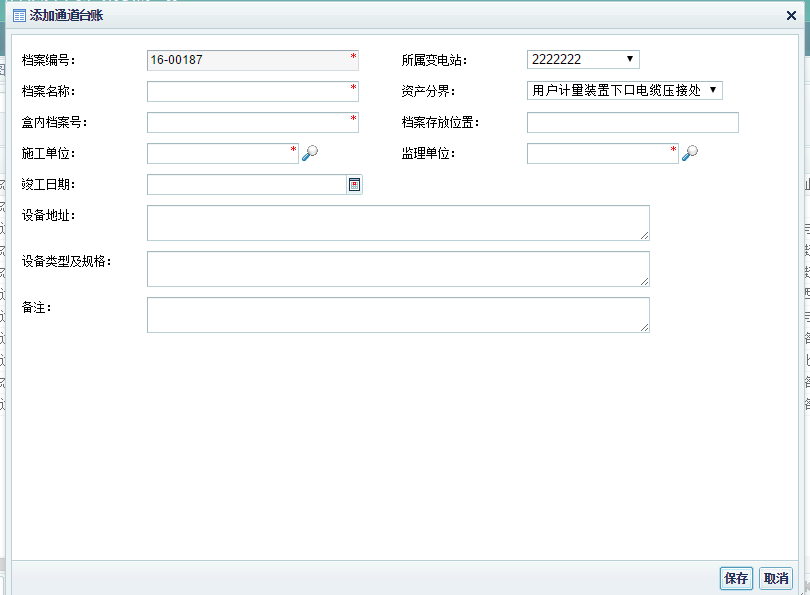 添加通道台账
档案编号： 16-00187 * 所属变电站： 2222222
档案名称： * 资产分界： 用户计量装置下口电缆压接处
盒内档案号： * 档案存放位置：
施工单位： * 监理单位： *
竣工日期：
设备地址：
设备类型及规格：
备注：
保存 取消